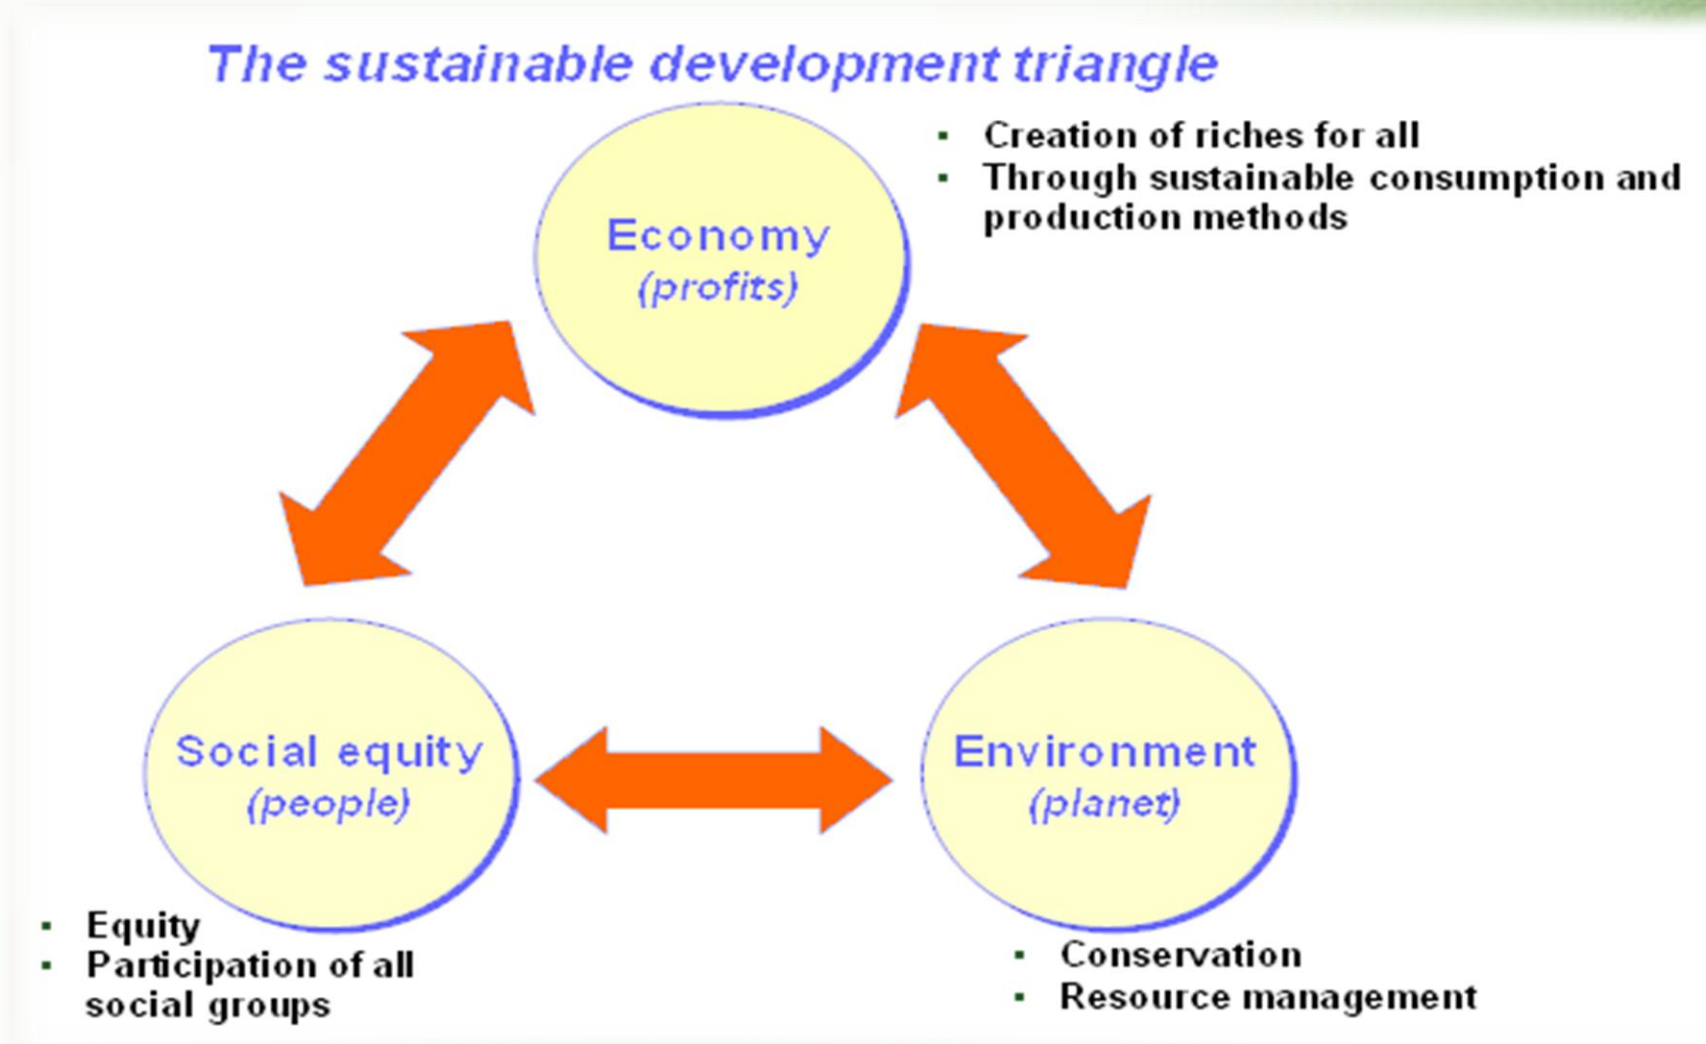 The sustainable development triangle
▪ Creation of riches for all
▪ Through sustainable consumption and
production methods
Economy
(profits)
Social equity
(people)
Environment
(planet)
▪ Equity
▪ Participation of all
social groups
▪ Conservation
▪ Resource management